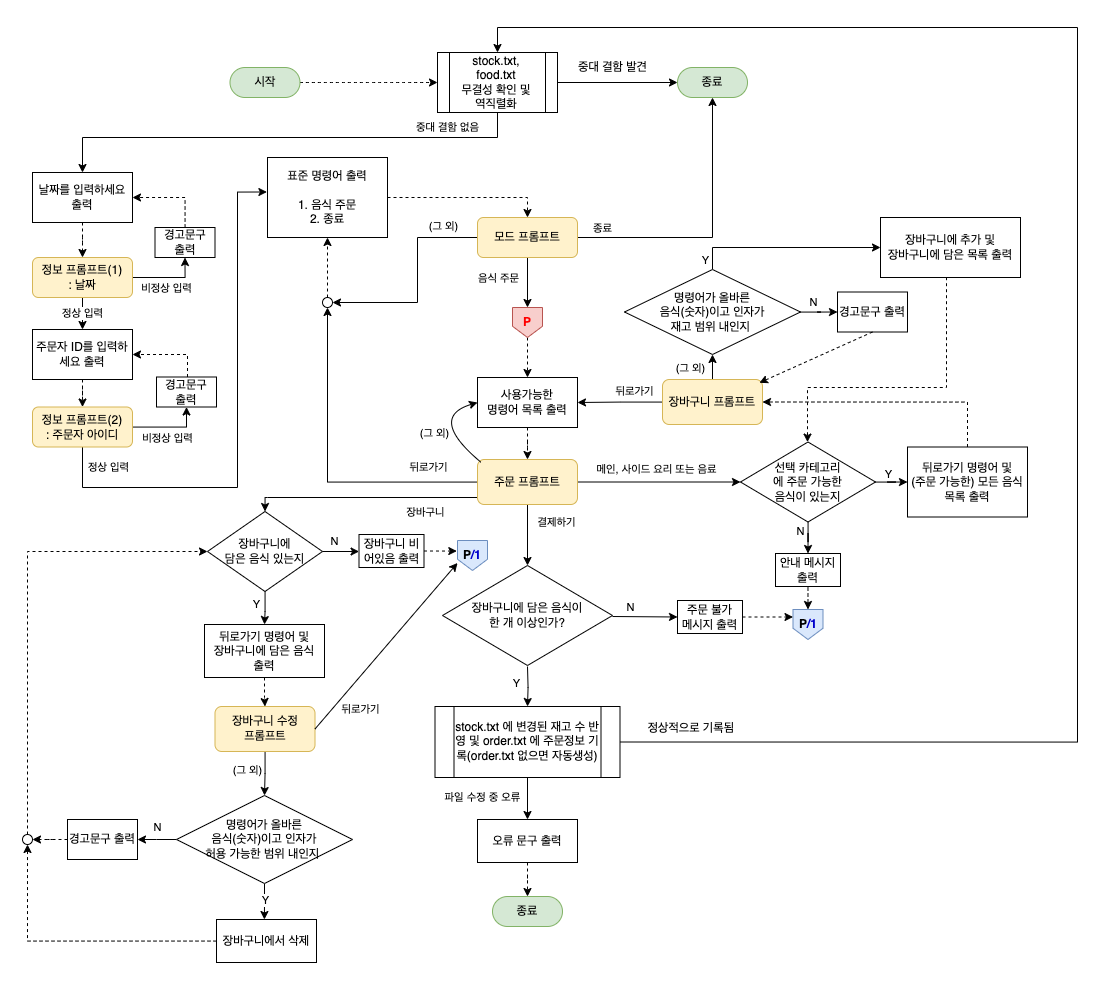 시작
stock.txt,
food.txt
무결성 확인 및
역직렬화
중대 결함 발견
종료
중대 결함 없음
날짜를 입력하세요
출력
경고문구
출력
정보 프롬프트(1)
: 날짜
비정상 입력
정상 입력
주문자 ID를 입력하
세요 출력
경고문구
출력
정보 프롬프트(2)
: 주문자 아이디
비정상 입력
정상 입력
표준 명령어 출력
1. 음식 주문
2. 종료
(그 외)
모드 프롬프트
종료
음식 주문
P
사용가능한
명령어 목록 출력
(그 외)
뒤로가기
주문 프롬프트
메인, 사이드 요리 또는 음료
장바구니
결제하기
장바구니에 추가 및
장바구니에 담은 목록 출력
Y
명령어가 올바른
음식(숫자)이고 인자가
재고 범위 내인지
N
경고문구 출력
(그 외)
뒤로가기
장바구니 프롬프트
선택 카테고리
에 주문 가능한
음식이 있는지
Y
뒤로가기 명령어 및
(주문 가능한) 모든 음식
목록 출력
N
안내 메시지
출력
P/1
장바구니에
담은 음식 있는지
N
장바구니 비
어있음 출력
P/1
Y
뒤로가기 명령어 및
장바구니에 담은 음식
출력
장바구니 수정
프롬프트
뒤로가기
(그 외)
명령어가 올바른
음식(숫자)이고 인자가
허용 가능한 범위 내인지
N
경고문구 출력
Y
장바구니에서 삭제
장바구니에 담은 음식이
한 개 이상인가?
N
주문 불가
메시지 출력
Y
stock.txt 에 변경된 재고 수 반
영 및 order.txt 에 주문정보 기
록(order.txt 없으면 자동생성)
정상적으로 기록됨
파일 수정 중 오류
오류 문구 출력
종료